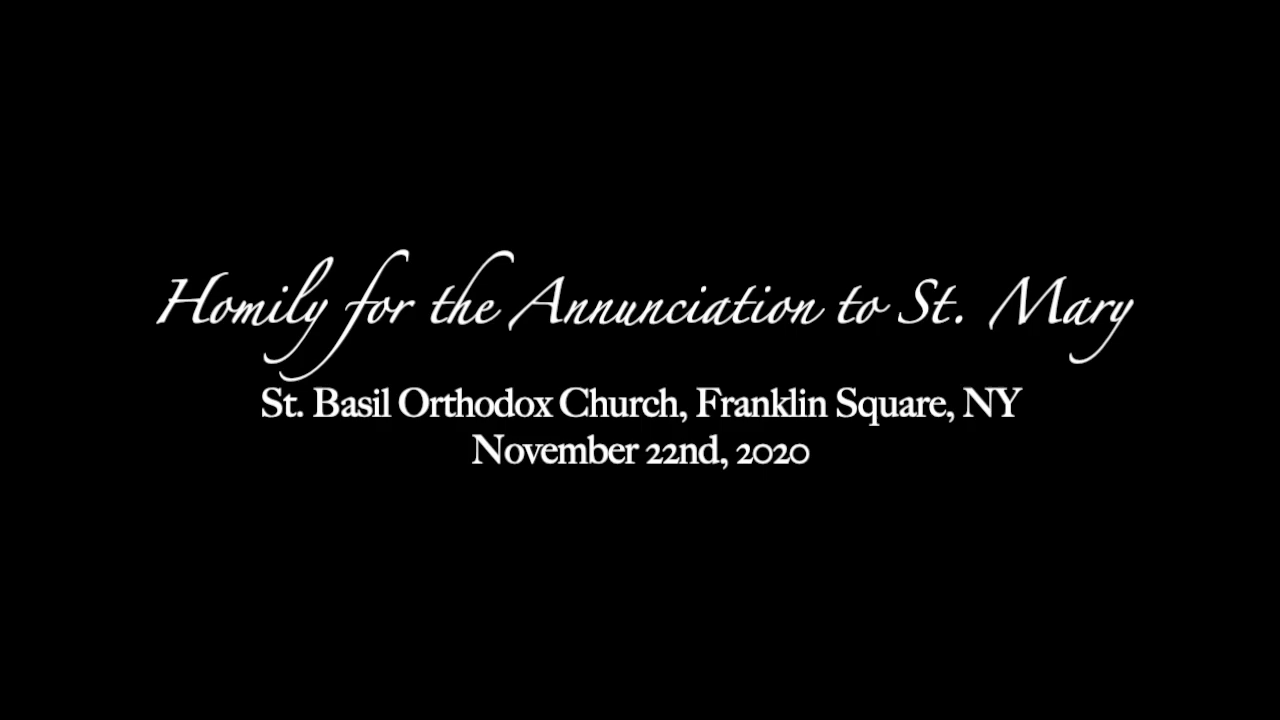 Homily for the Annunciation to St. Mary
St. Basil Orthodox Church, Franklin Square, NY
November 22nd, 2020